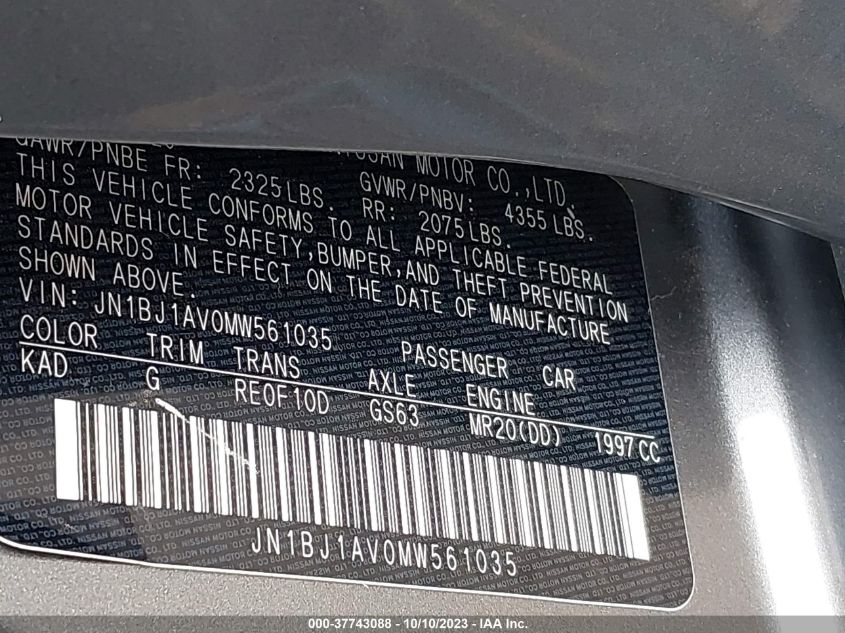 NISSAN MOTOR CO.,LTD.
GAWR/PNBE FR: 2325LBS. GVWR/PNBV: 4355 LBS.
RR: 2075LBS.
THIS VEHICLE CONFORMS TO ALL APPLICABLE FEDERAL
MOTOR VEHICLE SAFETY,BUMPER,AND THEFT PREVENTION
STANDARDS IN EFFECT ON THE DATE OF MANUFACTURE
SHOWN ABOVE.
VIN: JN1BJ1AV0MW561035 PASSENGER CAR
COLOR TRIM TRANS AXLE ENGINE
KAD G RE0F10D GS63 MR20(DD) 1997 CC
JN1BJ1AV0MW561035
000-37743088 - 10/10/2023 - IAA Inc.